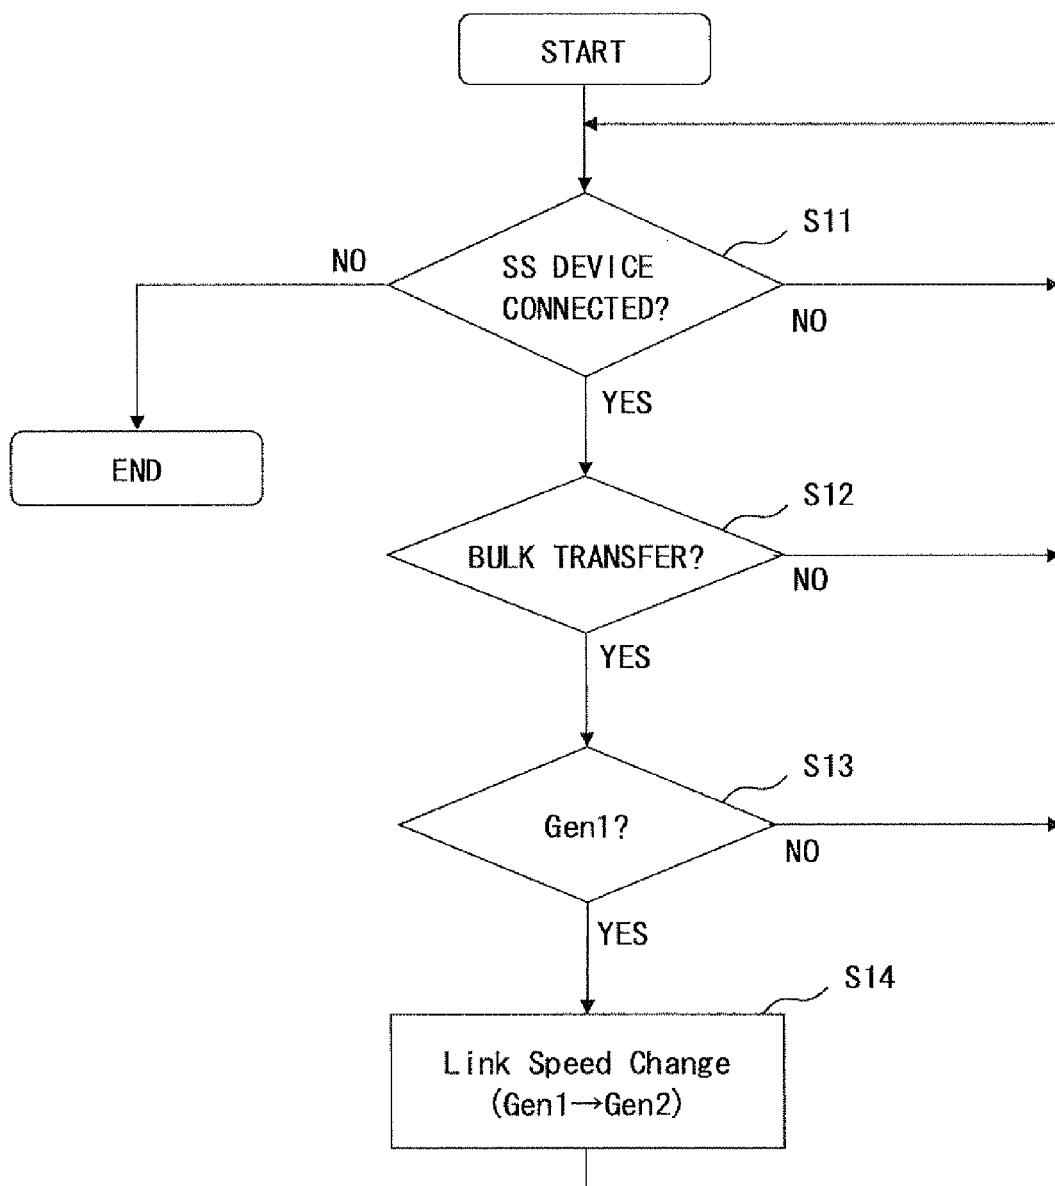 START
S11
NO
SS DEVICE
CONNECTED?
NO
YES
END
S12
BULK TRANSFER?
NO
YES
S13
Gen1?
NO
YES
S14
Link Speed Change
(Gen1→Gen2)